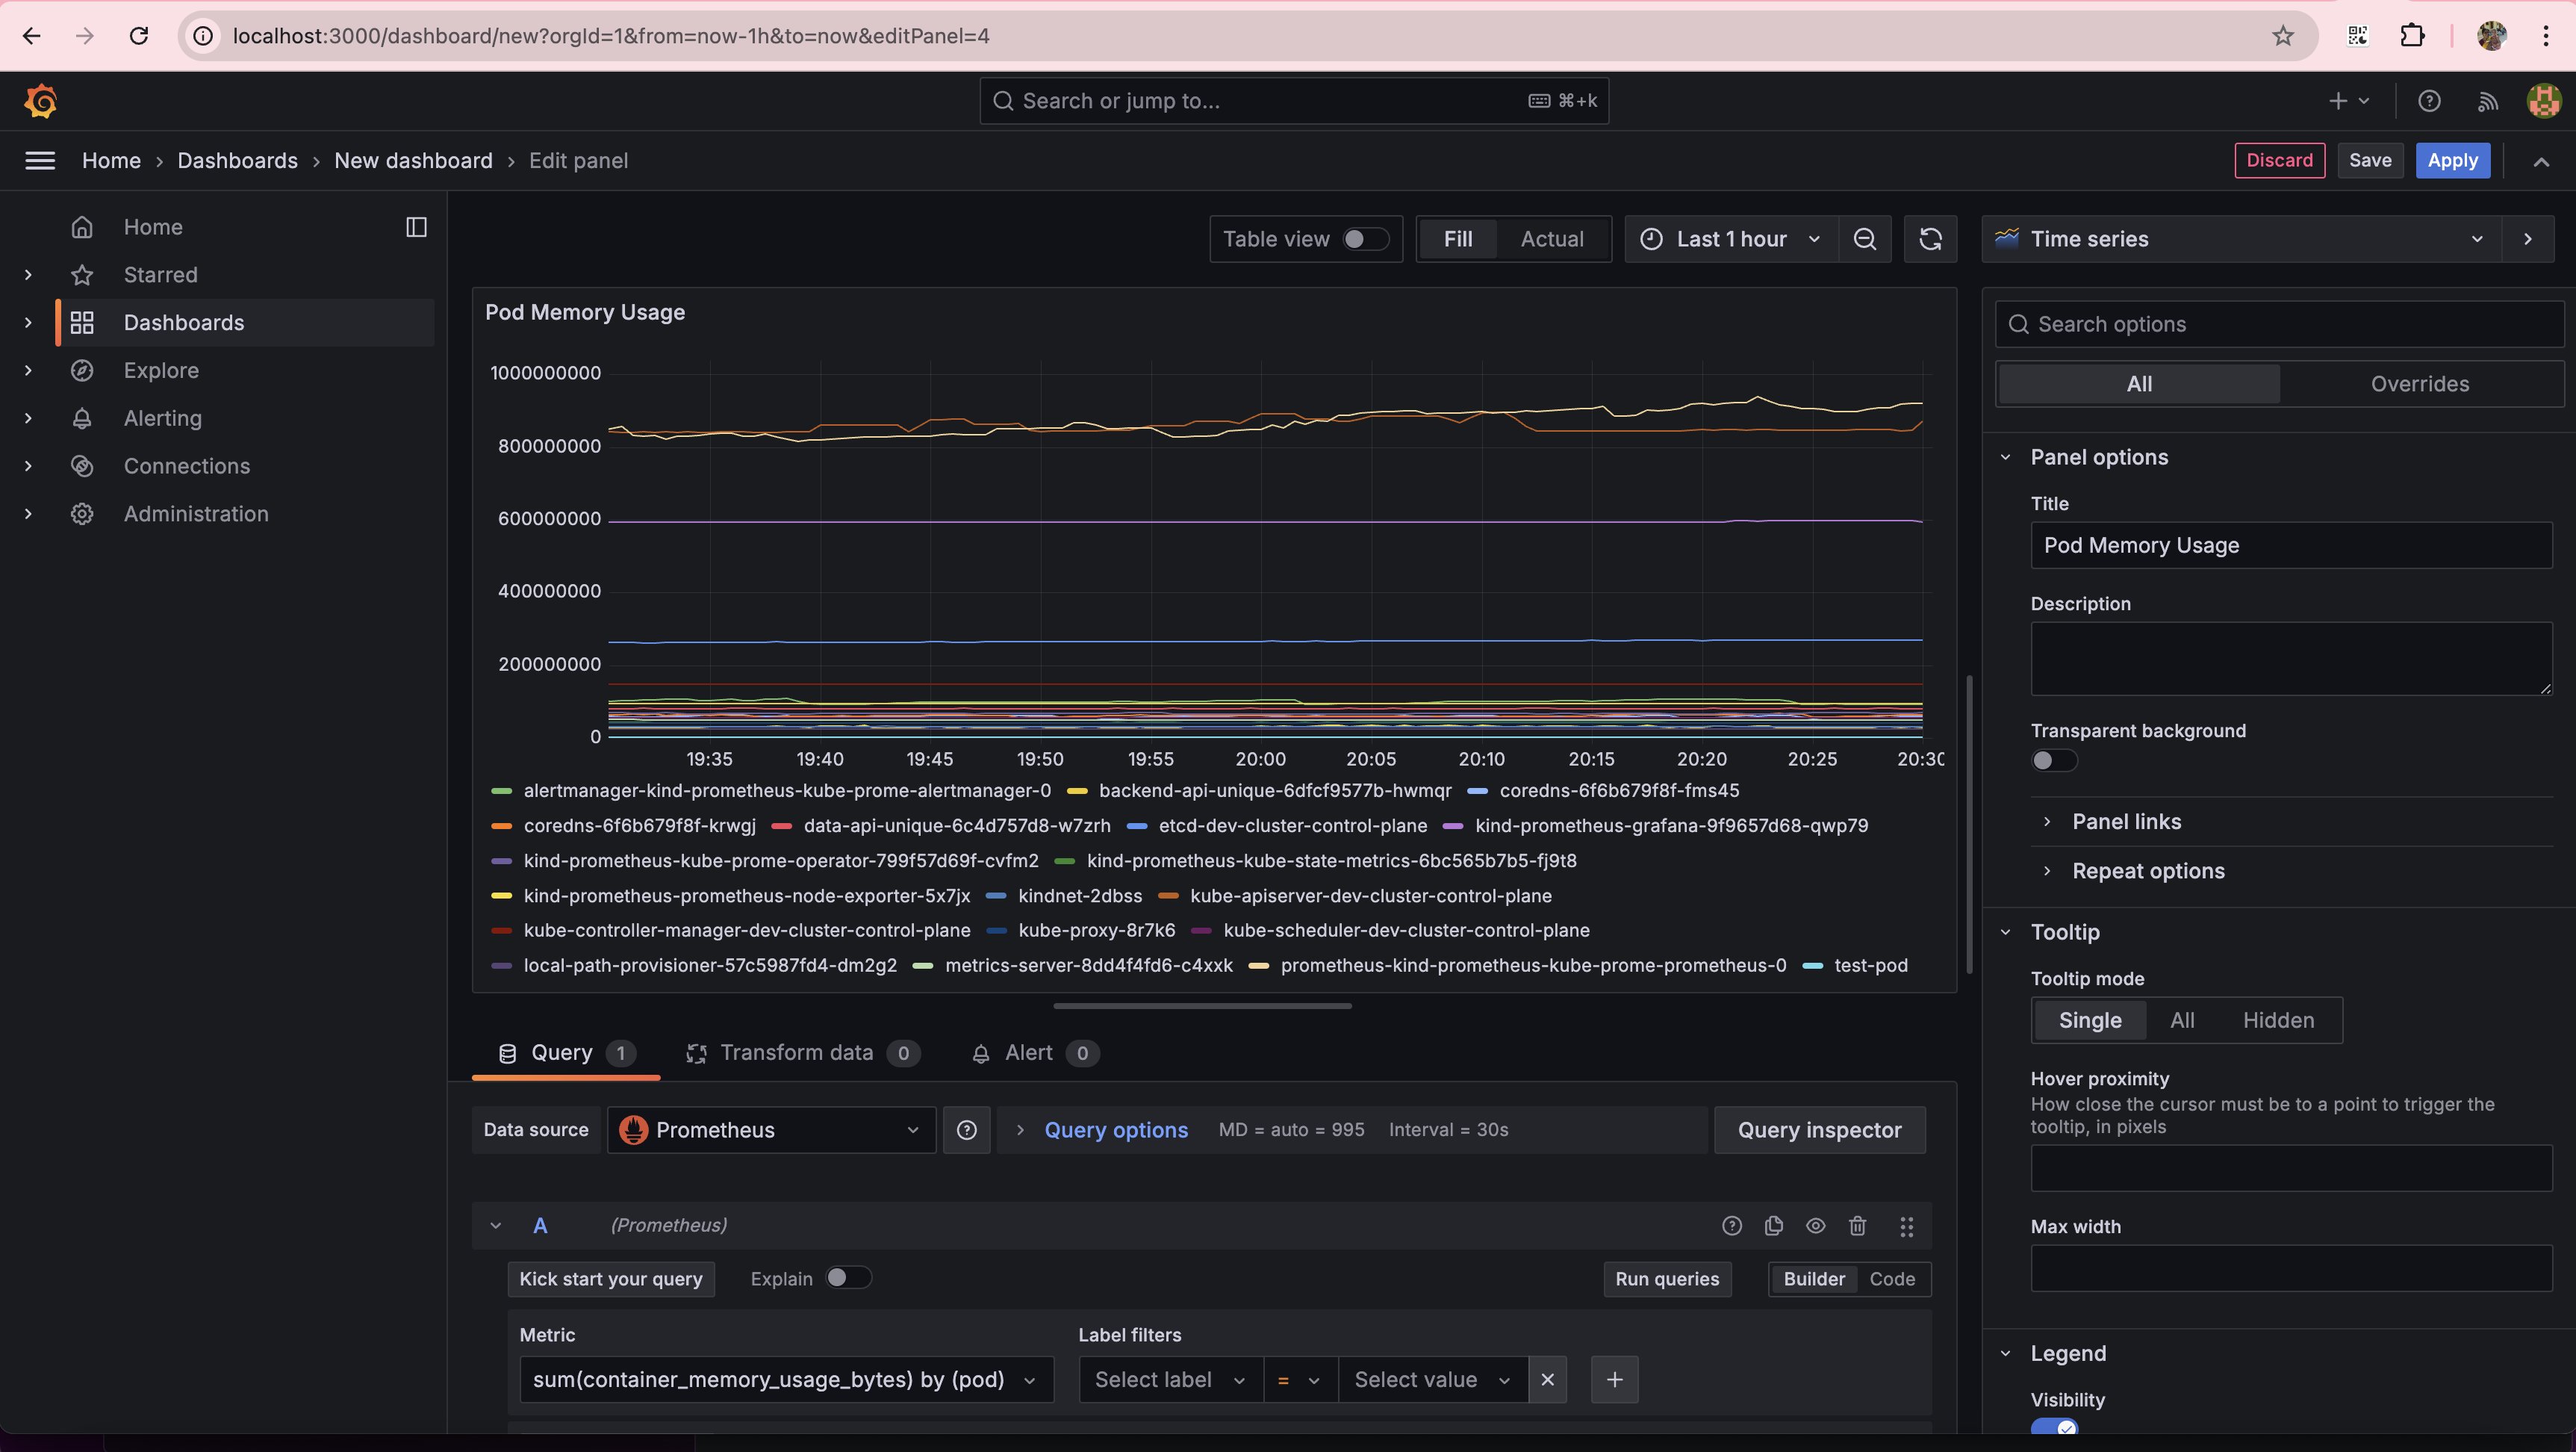 localhost:3000/dashboard/new?orgId=1&from=now-1h&to=now&editPanel=4
Search or jump to...
⌘+k
Home › Dashboards › New dashboard › Edit panel
Discard
Save
Apply
Home
Starred
Dashboards
Explore
Alerting
Connections
Administration
Table view
Fill
Actual
Last 1 hour
Time series
Pod Memory Usage
1000000000
800000000
600000000
400000000
200000000
0
19:35 19:40 19:45 19:50 19:55 20:00 20:05 20:10 20:15 20:20 20:25 20:30
alertmanager-kind-prometheus-kube-prome-alertmanager-0 backend-api-unique-6dfcf9577b-hwmqr coredns-6f6b679f8f-fms45
coredns-6f6b679f8f-krwgj data-api-unique-6c4d757d8-w7zrh etcd-dev-cluster-control-plane kind-prometheus-grafana-9f9657d68-qwp79
kind-prometheus-kube-prome-operator-799f57d69f-cvfm2 kind-prometheus-kube-state-metrics-6bc565b7b5-fj9t8
kind-prometheus-prometheus-node-exporter-5x7jx kindnet-2dbss kube-apiserver-dev-cluster-control-plane
kube-controller-manager-dev-cluster-control-plane kube-proxy-8r7k6 kube-scheduler-dev-cluster-control-plane
local-path-provisioner-57c5987fd4-dm2g2 metrics-server-8dd4f4fd6-c4xxk prometheus-kind-prometheus-kube-prome-prometheus-0 test-pod
Query 1
Transform data 0
Alert 0
Data source
Prometheus
Query options
MD = auto = 995
Interval = 30s
Query inspector
A
(Prometheus)
Kick start your query
Explain
Run queries
Builder
Code
Metric
Label filters
sum(container_memory_usage_bytes) by (pod)
Select label
=
Select value
Search options
All
Overrides
Panel options
Title
Pod Memory Usage
Description
Transparent background
Panel links
Repeat options
Tooltip
Tooltip mode
Single
All
Hidden
Hover proximity
How close the cursor must be to a point to trigger the
tooltip, in pixels
Max width
Legend
Visibility